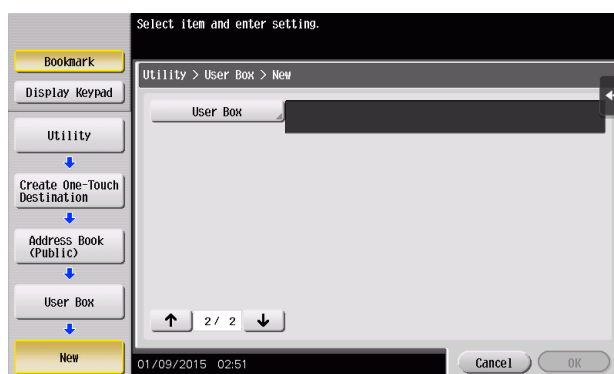 Select item and enter setting.
Bookmark
Display Keypad
Utility
Create One-Touch
Destination
Address Book
(Public)
User Box
New
Utility > User Box > New
User Box
2/ 2
01/09/2015 02:51
Cancel
OK